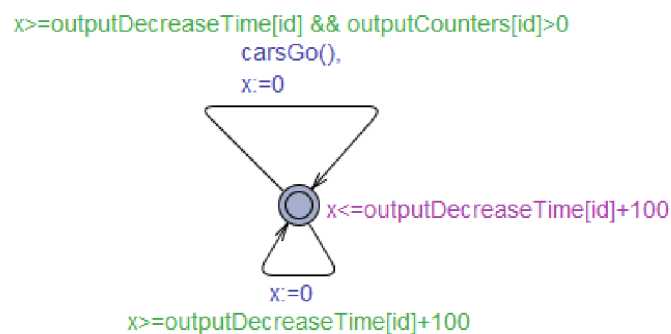 x>=outputDecreaseTime[id] && outputCounters[id]>0
carsGo(),
x:=0
x<=outputDecreaseTime[id]+100
x:=0
x>=outputDecreaseTime[id]+100